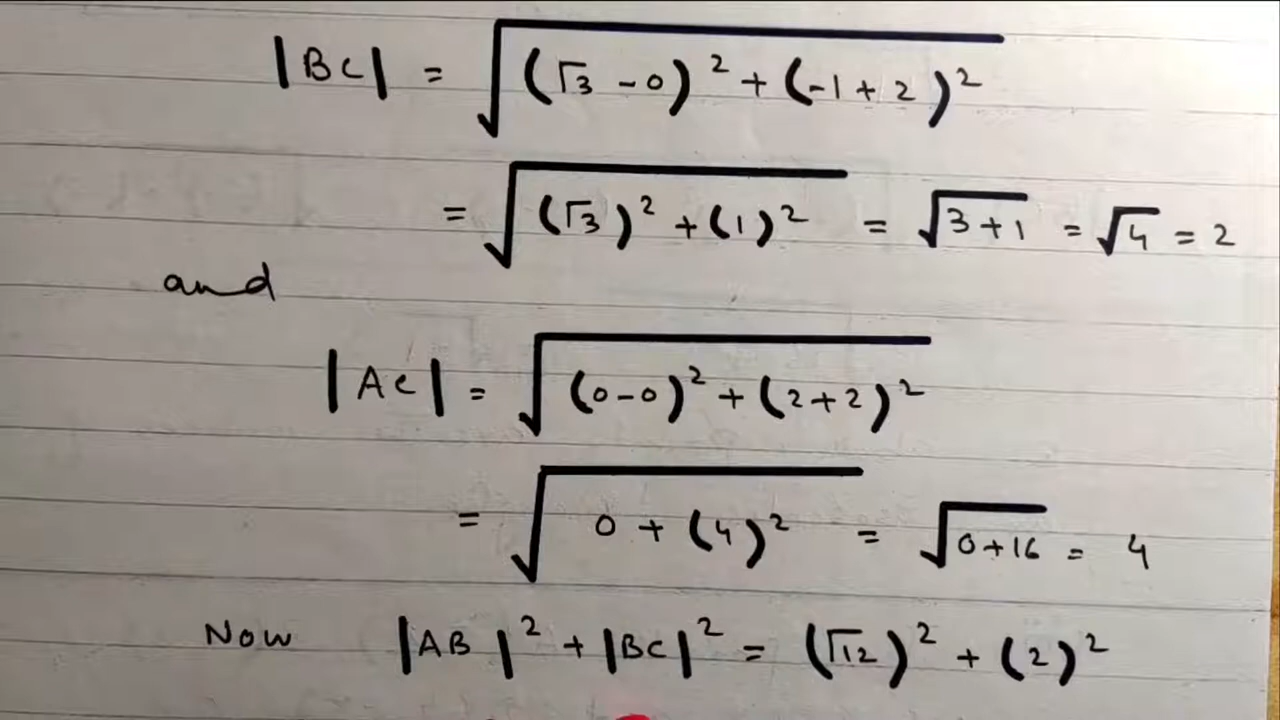 |BC| = √((√3 - 0)² + (-1 + 2)²)
= √((√3)² + (1)²) = √(3+1) = √4 = 2
and
|AC| = √((0-0)² + (2+2)²)
= √(0 + (4)²) = √(0+16) = 4
Now |AB|² + |BC|² = (√12)² + (2)²